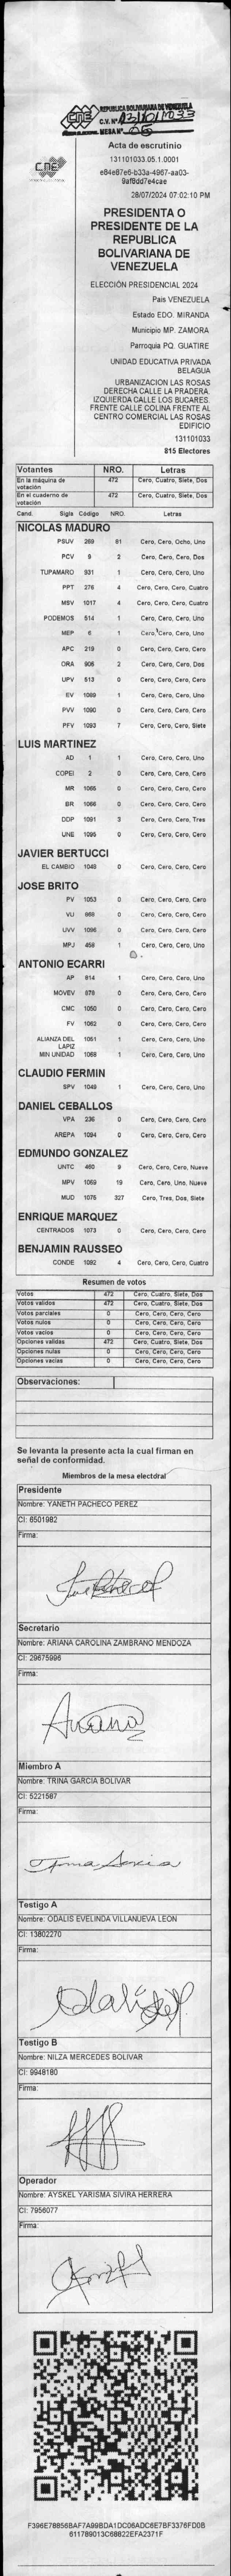 CNE
REPUBLICA BOLIVARIANA DE VENEZUELA
C.V. Nº 131101033
MESA Nº 05
CNE
Acta de escrutinio
131101033.05.1.0001
e84e87e6-b33a-4967-aa03-
9af9dd7e4cae
28/07/2024 07:02:10 PM
PRESIDENTA O
PRESIDENTE DE LA
REPUBLICA
BOLIVARIANA DE
VENEZUELA
ELECCIÓN PRESIDENCIAL 2024
Pais VENEZUELA
Estado EDO. MIRANDA
Municipio MP. ZAMORA
Parroquia PQ. GUATIRE
UNIDAD EDUCATIVA PRIVADA
BELAGUA
URBANIZACION LAS ROSAS
DERECHA CALLE LA PRADERA.
IZQUIERDA CALLE LOS BUCARES.
FRENTE CALLE COLINA FRENTE AL
CENTRO COMERCIAL LAS ROSAS
EDIFICIO
131101033
815 Electores
Votantes NRO. Letras
En la máquina de votación 472 Cero, Cuatro, Siete, Dos
En el cuaderno de votación 472 Cero, Cuatro, Siete, Dos
Cand. Sigla Código NRO. Letras
NICOLAS MADURO
PSUV 269 81 Cero, Cero, Ocho, Uno
PCV 9 2 Cero, Cero, Cero, Dos
TUPAMARO 931 1 Cero, Cero, Cero, Uno
PPT 276 4 Cero, Cero, Cero, Cuatro
MSV 1017 4 Cero, Cero, Cero, Cuatro
PODEMOS 514 1 Cero, Cero, Cero, Uno
MEP 6 1 Cero, Cero, Cero, Uno
APC 219 0 Cero, Cero, Cero, Cero
ORA 906 2 Cero, Cero, Cero, Dos
UPV 513 0 Cero, Cero, Cero, Cero
EV 1089 1 Cero, Cero, Cero, Uno
PVV 1090 0 Cero, Cero, Cero, Cero
PFV 1093 7 Cero, Cero, Cero, Siete
LUIS MARTINEZ
AD 1 1 Cero, Cero, Cero, Uno
COPEI 2 0 Cero, Cero, Cero, Cero
MR 1065 0 Cero, Cero, Cero, Cero
BR 1066 0 Cero, Cero, Cero, Cero
DDP 1091 3 Cero, Cero, Cero, Tres
UNE 1095 0 Cero, Cero, Cero, Cero
JAVIER BERTUCCI
EL CAMBIO 1048 0 Cero, Cero, Cero, Cero
JOSE BRITO
PV 1053 0 Cero, Cero, Cero, Cero
VU 868 0 Cero, Cero, Cero, Cero
UVV 1096 0 Cero, Cero, Cero, Cero
MPJ 458 1 Cero, Cero, Cero, Uno
ANTONIO ECARRI
AP 814 1 Cero, Cero, Cero, Uno
MOVEV 878 0 Cero, Cero, Cero, Cero
CMC 1050 0 Cero, Cero, Cero, Cero
FV 1062 0 Cero, Cero, Cero, Cero
ALIANZA DEL LAPIZ 1051 1 Cero, Cero, Cero, Uno
MIN UNIDAD 1068 1 Cero, Cero, Cero, Uno
CLAUDIO FERMIN
SPV 1049 1 Cero, Cero, Cero, Uno
DANIEL CEBALLOS
VPA 236 0 Cero, Cero, Cero, Cero
AREPA 1094 0 Cero, Cero, Cero, Cero
EDMUNDO GONZALEZ
UNTC 460 9 Cero, Cero, Cero, Nueve
MPV 1059 19 Cero, Cero, Uno, Nueve
MUD 1076 327 Cero, Tres, Dos, Siete
ENRIQUE MARQUEZ
CENTRADOS 1073 0 Cero, Cero, Cero, Cero
BENJAMIN RAUSSEO
CONDE 1092 4 Cero, Cero, Cero, Cuatro
Resumen de votos
Votos 472 Cero, Cuatro, Siete, Dos
Votos validos 472 Cero, Cuatro, Siete, Dos
Votos parciales 0 Cero, Cero, Cero, Cero
Votos nulos 0 Cero, Cero, Cero, Cero
Votos vacios 0 Cero, Cero, Cero, Cero
Opciones validas 472 Cero, Cuatro, Siete, Dos
Opciones nulas 0 Cero, Cero, Cero, Cero
Opciones vacias 0 Cero, Cero, Cero, Cero
Observaciones:
Se levanta la presente acta la cual firman en
señal de conformidad.
Miembros de la mesa electoral
Presidente
Nombre: YANETH PACHECO PEREZ
CI: 6501982
Firma:
Secretario
Nombre: ARIANA CAROLINA ZAMBRANO MENDOZA
CI: 29675996
Firma:
Ariana
Miembro A
Nombre: TRINA GARCIA BOLIVAR
CI: 5221567
Firma:
Testigo A
Nombre: ODALIS EVELINDA VILLANUEVA LEON
CI: 13802270
Firma:
Testigo B
Nombre: NILZA MERCEDES BOLIVAR
CI: 9948180
Firma:
Operador
Nombre: AYSKEL YARISMA SIVIRA HERRERA
CI: 7956077
Firma:
F396E78856BAF7A99BDA1DC06ADC6E7BF3376FD0B
611789013C68622EFA2371F